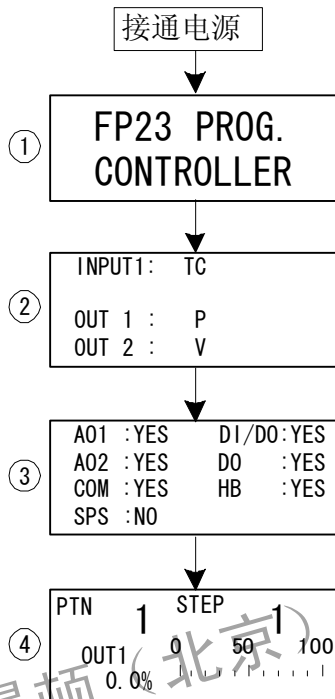 接通电源
① FP23 PROG.
CONTROLLER
② INPUT1: TC
OUT 1 : P
OUT 2 : V
③ AO1 :YES DI/DO:YES
AO2 :YES DO :YES
COM :YES HB :YES
SPS :NO
④ PTN 1 STEP 1
OUT1 0 50 100
0.0%
(北京)